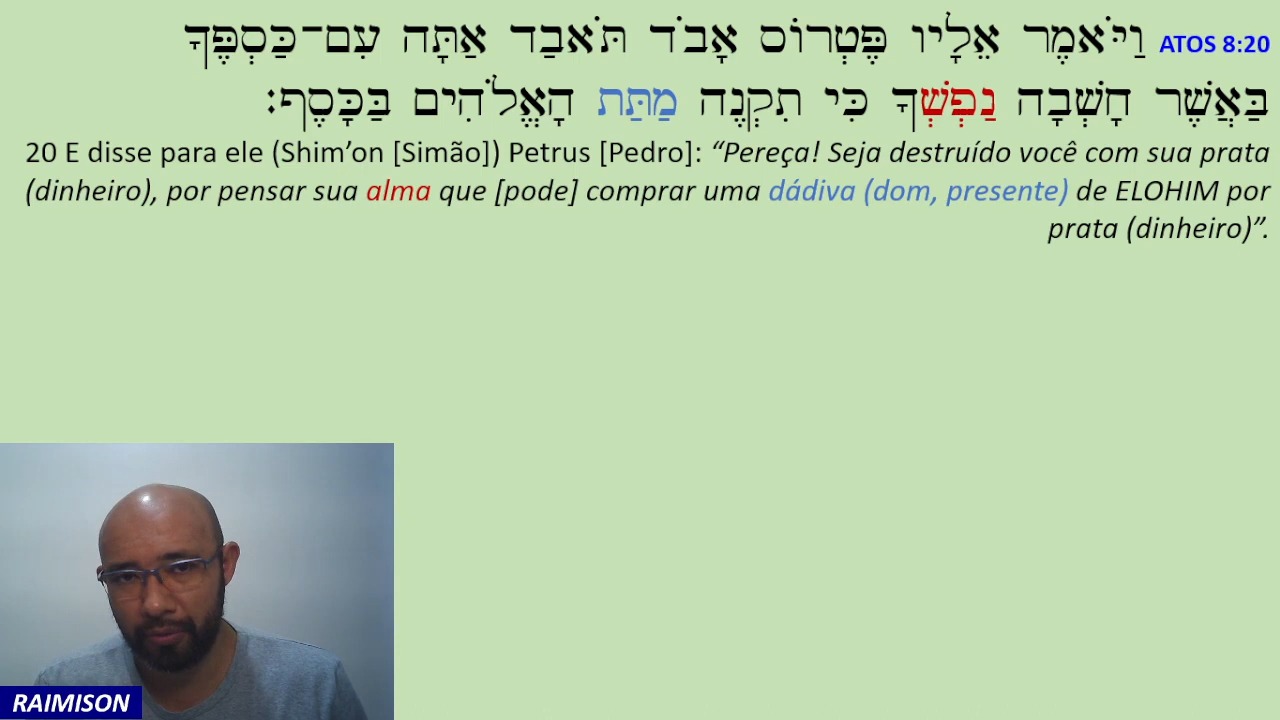 ATOS 8:20 וַיֹּאמֶר אֵלָיו פֶּטְרוֹס אָבֹד תֹּאבַד אַתָּה עִם־כַּסְפֶּךָ
בַּאֲשֶׁר חָשְׁבָה נַפְשְׁךָ כִּי תִקְנֶה מַתַּת הָאֱלֹהִים בַּכָּסֶף׃
20 E disse para ele (Shim’on [Simão]) Petrus [Pedro]: “Pereça! Seja destruído você com sua prata
(dinheiro), por pensar sua alma que [pode] comprar uma dádiva (dom, presente) de ELOHIM por
prata (dinheiro)”.
RAIMISON